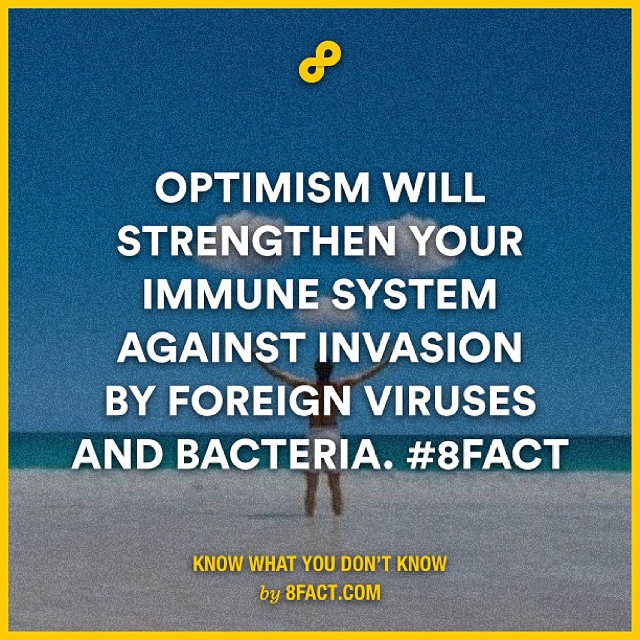 OPTIMISM WILL
STRENGTHEN YOUR
IMMUNE SYSTEM
AGAINST INVASION
BY FOREIGN VIRUSES
AND BACTERIA. #8FACT
KNOW WHAT YOU DON'T KNOW
by 8FACT.COM